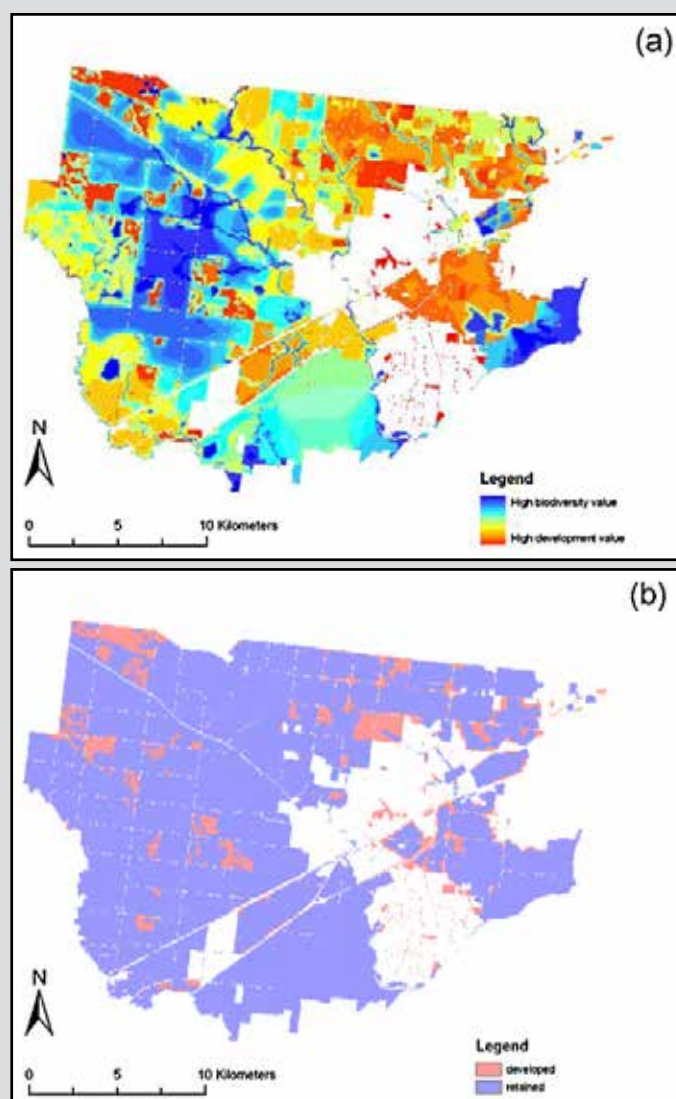 (a)
N
0 5 10 Kilometers
Legend
High biodiversity value
High development value
(b)
N
0 5 10 Kilometers
Legend
developed
retained